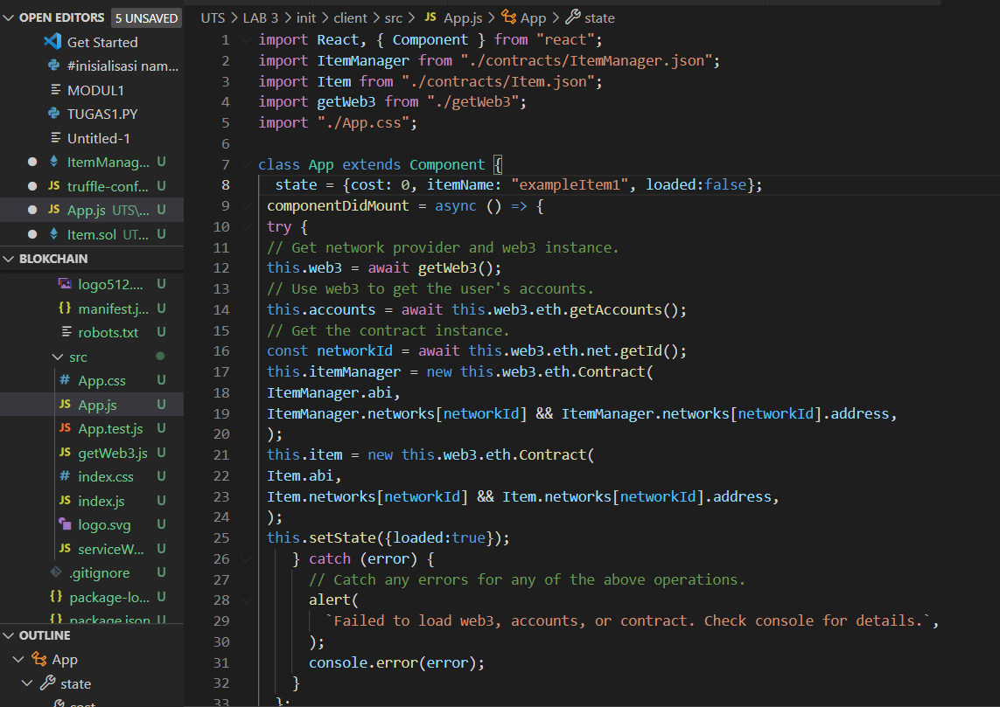 OPEN EDITORS 5 UNSAVED
Get Started
#inisialisasi nam...
MODUL1
TUGAS1.PY
Untitled-1
ItemManag... U
JS truffle-conf... U
JS App.js UTS\... U
Item.sol UT... U
BLOKCHAIN
logo512.... U
{} manifest.j... U
robots.txt U
src
# App.css U
JS App.js U
JS App.test.js U
JS getWeb3.js U
# index.css U
JS index.js U
logo.svg U
JS serviceW... U
.gitignore U
{} package-lo... U
{} package.json U
OUTLINE
App
state
cost
UTS > LAB 3 > init > client > src > JS App.js > App > state
1 import React, { Component } from "react";
2 import ItemManager from "./contracts/ItemManager.json";
3 import Item from "./contracts/Item.json";
4 import getWeb3 from "./getWeb3";
5 import "./App.css";
6
7 class App extends Component {
8 state = {cost: 0, itemName: "exampleItem1", loaded:false};
9 componentDidMount = async () => {
10 try {
11 // Get network provider and web3 instance.
12 this.web3 = await getWeb3();
13 // Use web3 to get the user's accounts.
14 this.accounts = await this.web3.eth.getAccounts();
15 // Get the contract instance.
16 const networkId = await this.web3.eth.net.getId();
17 this.itemManager = new this.web3.eth.Contract(
18 ItemManager.abi,
19 ItemManager.networks[networkId] && ItemManager.networks[networkId].address,
20 );
21 this.item = new this.web3.eth.Contract(
22 Item.abi,
23 Item.networks[networkId] && Item.networks[networkId].address,
24 );
25 this.setState({loaded:true});
26 } catch (error) {
27 // Catch any errors for any of the above operations.
28 alert(
29 `Failed to load web3, accounts, or contract. Check console for details.`,
30 );
31 console.error(error);
32 }
33 };